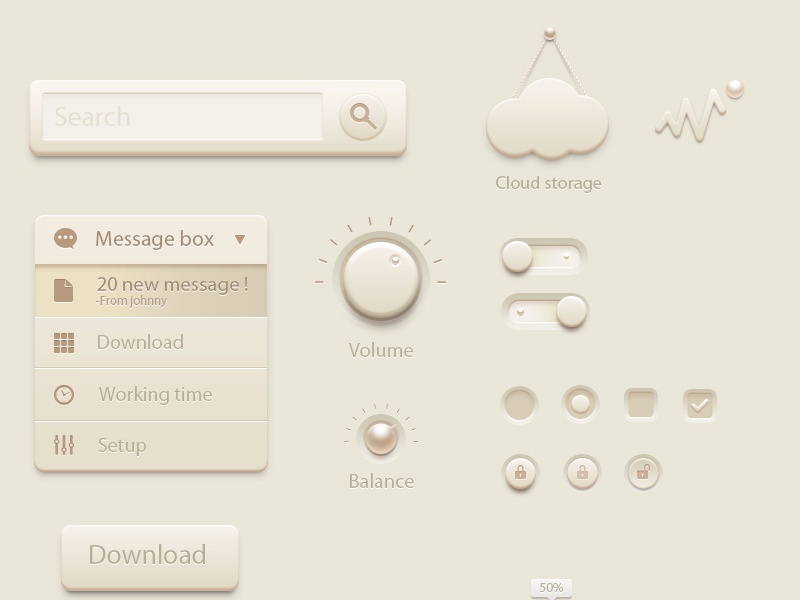 Search
Cloud storage
Message box
20 new message !
-From johnny
Download
Working time
Setup
Volume
Balance
Download
50%